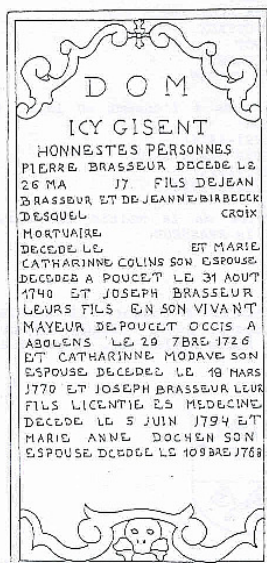 D O M
ICY GISENT
HONNESTES PERSONNES
PIERRE BRASSEUR DECEDE LE
26 MA 17 FILS DEJEAN
BRASSEUR ET DE JEANNE BIRBEECK
DESQUEL CROIX
MORTUAIRE
DECEDE LE ET MARIE
CATHARINNE COLINS SON ESPOUSE
DECEDEE A POUCET LE 31 AOUT
1740 ET JOSEPH BRASSEUR
LEURS FILS EN SON VIVANT
MAYEUR DE POUCET OCCIS A
ABOLENS LE 29 7BRE 1726
ET CATHARINNE MODAVE SON
ESPOUSE DECEDEE LE 18 MARS
1770 ET JOSEPH BRASSEUR LEUR
FILS LICENTIE ES MEDECINE
DECEDE LE 5 JUIN 1794 ET
MARIE ANNE DOCHEN SON
ESPOUSE DCEDEE LE 10 9BRE 1768